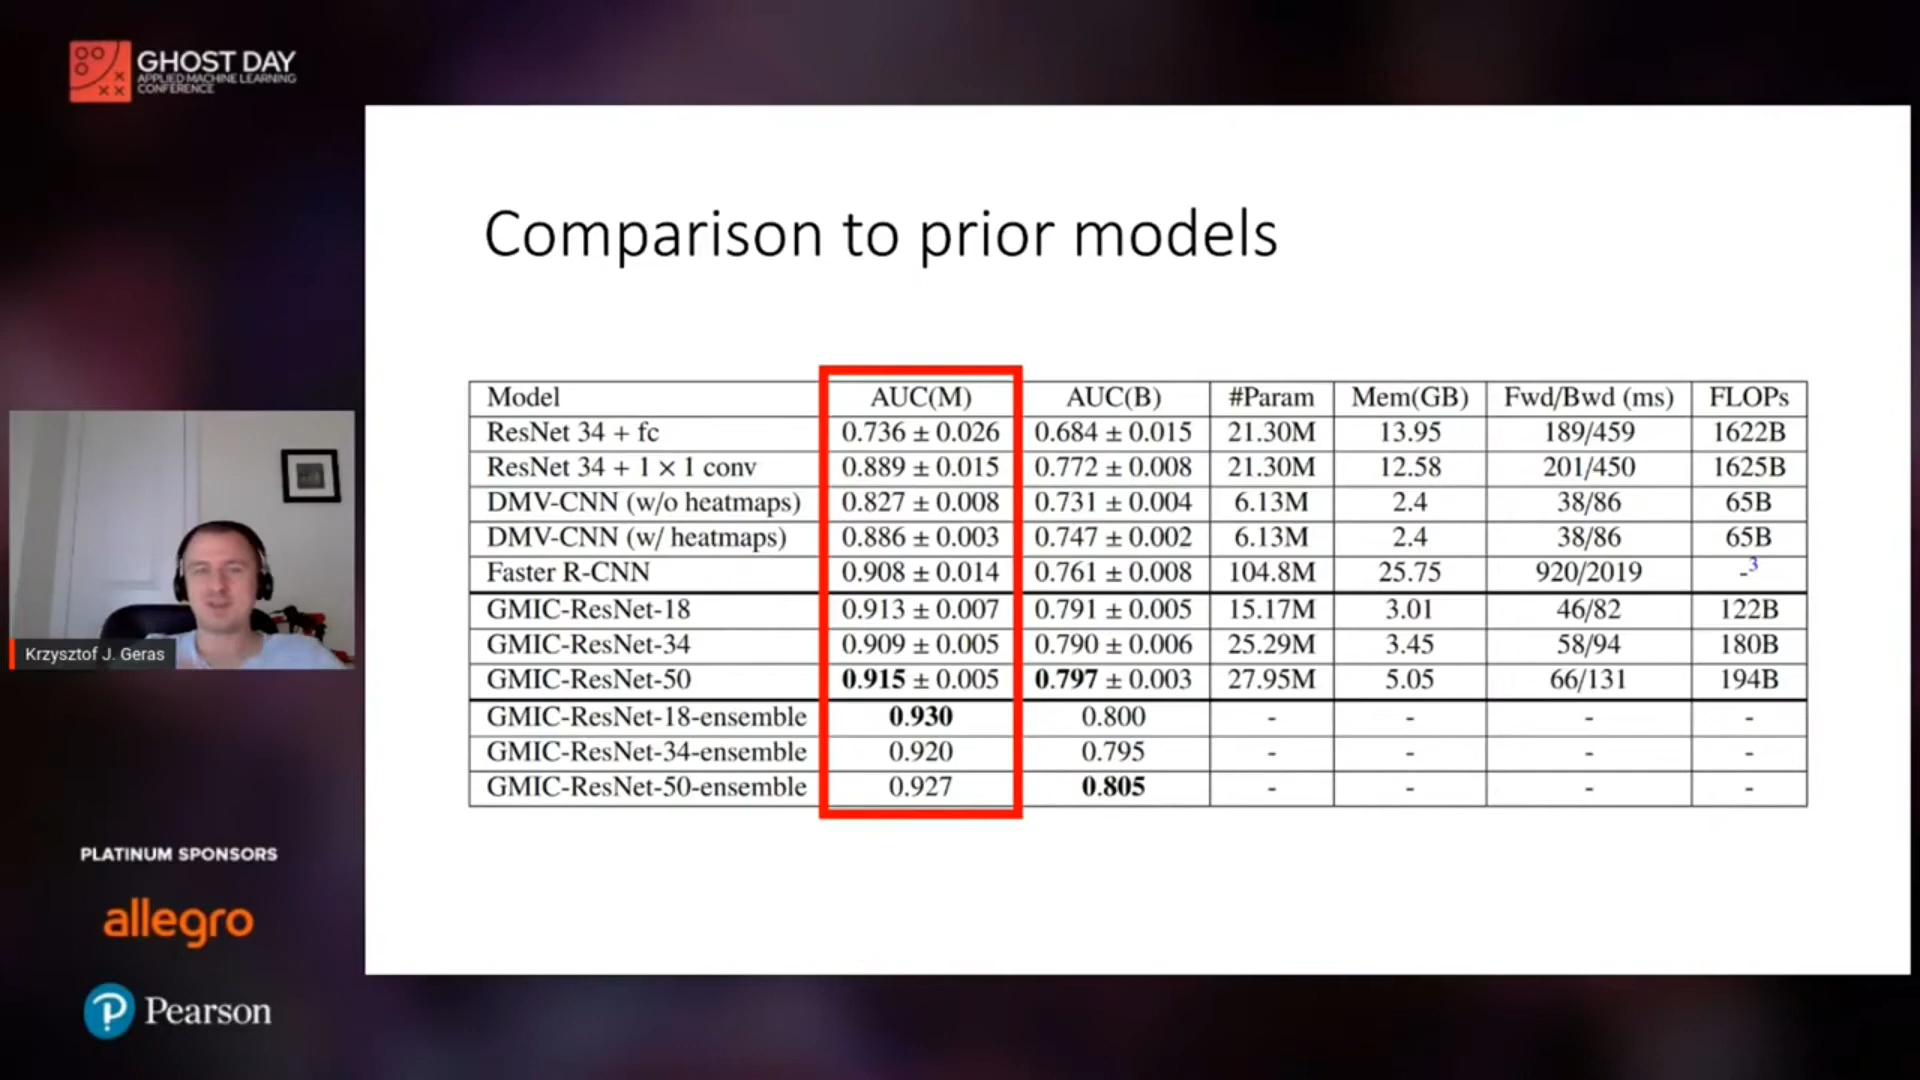 GHOST DAY
APPLIED MACHINE LEARNING
CONFERENCE
Comparison to prior models
Model AUC(M) AUC(B) #Param Mem(GB) Fwd/Bwd (ms) FLOPs
ResNet 34 + fc 0.736 ± 0.026 0.684 ± 0.015 21.30M 13.95 189/459 1622B
ResNet 34 + 1 × 1 conv 0.889 ± 0.015 0.772 ± 0.008 21.30M 12.58 201/450 1625B
DMV-CNN (w/o heatmaps) 0.827 ± 0.008 0.731 ± 0.004 6.13M 2.4 38/86 65B
DMV-CNN (w/ heatmaps) 0.886 ± 0.003 0.747 ± 0.002 6.13M 2.4 38/86 65B
Faster R-CNN 0.908 ± 0.014 0.761 ± 0.008 104.8M 25.75 920/2019 -3
GMIC-ResNet-18 0.913 ± 0.007 0.791 ± 0.005 15.17M 3.01 46/82 122B
GMIC-ResNet-34 0.909 ± 0.005 0.790 ± 0.006 25.29M 3.45 58/94 180B
GMIC-ResNet-50 0.915 ± 0.005 0.797 ± 0.003 27.95M 5.05 66/131 194B
GMIC-ResNet-18-ensemble 0.930 0.800 - - - -
GMIC-ResNet-34-ensemble 0.920 0.795 - - - -
GMIC-ResNet-50-ensemble 0.927 0.805 - - - -
Krzysztof J. Geras
PLATINUM SPONSORS
allegro
P Pearson